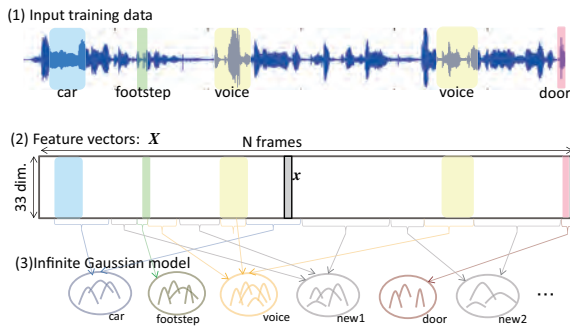 (1) Input training data
car
footstep
voice
voice
door
(2) Feature vectors: X
N frames
33 dim.
x
(3)Infinite Gaussian model
car
footstep
voice
new1
door
new2
...